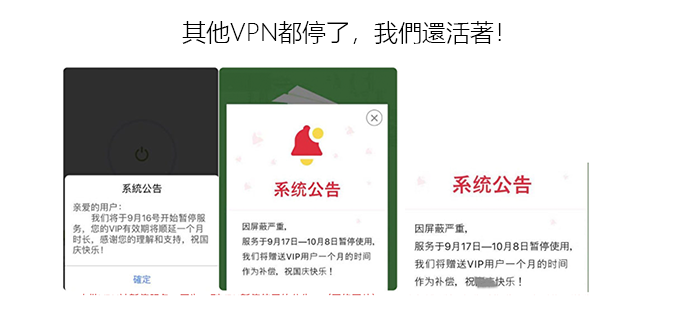 其他VPN都停了，我們還活著！
系统公告
亲爱的用户：
我们将于9月16号开始暂停服
务，您的VIP有效期将顺延一个月
时长，感谢您的理解和支持，祝国
庆快乐！
確定
系统公告
因屏蔽严重，
服务于9月17日—10月8日暂停使用，
我们将赠送VIP用户一个月的时间
作为补偿，祝国庆快乐！
系统公告
因屏蔽严重，
服务于9月17日—10月8日暂停使用，
我们将赠送VIP用户一个月的时间
作为补偿，祝 快乐！